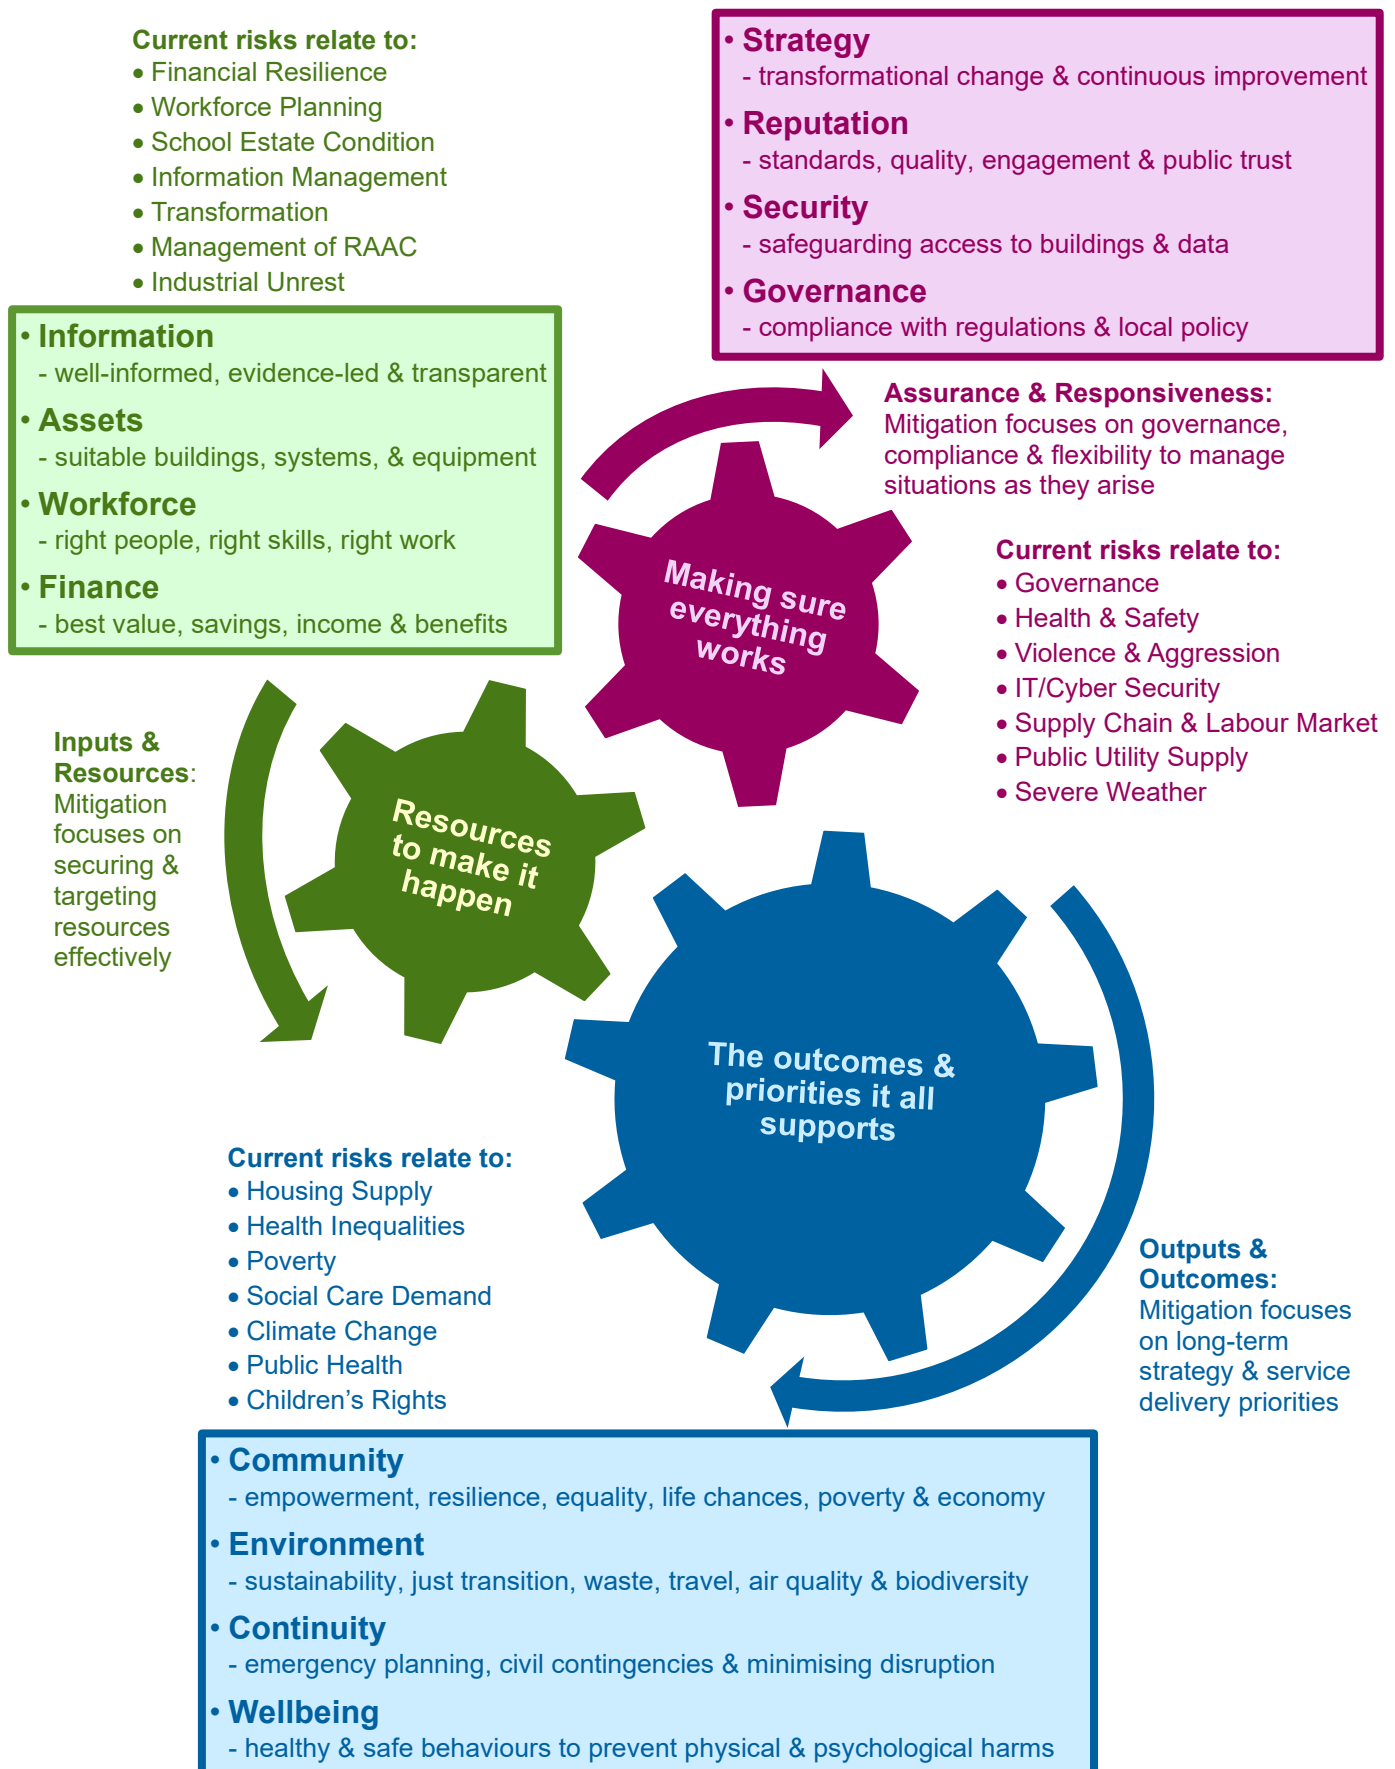 Current risks relate to:
• Financial Resilience
• Workforce Planning
• School Estate Condition
• Information Management
• Transformation
• Management of RAAC
• Industrial Unrest
• Information
- well-informed, evidence-led & transparent
• Assets
- suitable buildings, systems, & equipment
• Workforce
- right people, right skills, right work
• Finance
- best value, savings, income & benefits
Inputs &
Resources:
Mitigation
focuses on
securing &
targeting
resources
effectively
Resources
to make it
happen
• Strategy
- transformational change & continuous improvement
• Reputation
- standards, quality, engagement & public trust
• Security
- safeguarding access to buildings & data
• Governance
- compliance with regulations & local policy
Assurance & Responsiveness:
Mitigation focuses on governance,
compliance & flexibility to manage
situations as they arise
Making sure
everything
works
Current risks relate to:
• Governance
• Health & Safety
• Violence & Aggression
• IT/Cyber Security
• Supply Chain & Labour Market
• Public Utility Supply
• Severe Weather
The outcomes &
priorities it all
supports
Current risks relate to:
• Housing Supply
• Health Inequalities
• Poverty
• Social Care Demand
• Climate Change
• Public Health
• Children’s Rights
Outputs &
Outcomes:
Mitigation focuses
on long-term
strategy & service
delivery priorities
• Community
- empowerment, resilience, equality, life chances, poverty & economy
• Environment
- sustainability, just transition, waste, travel, air quality & biodiversity
• Continuity
- emergency planning, civil contingencies & minimising disruption
• Wellbeing
- healthy & safe behaviours to prevent physical & psychological harms